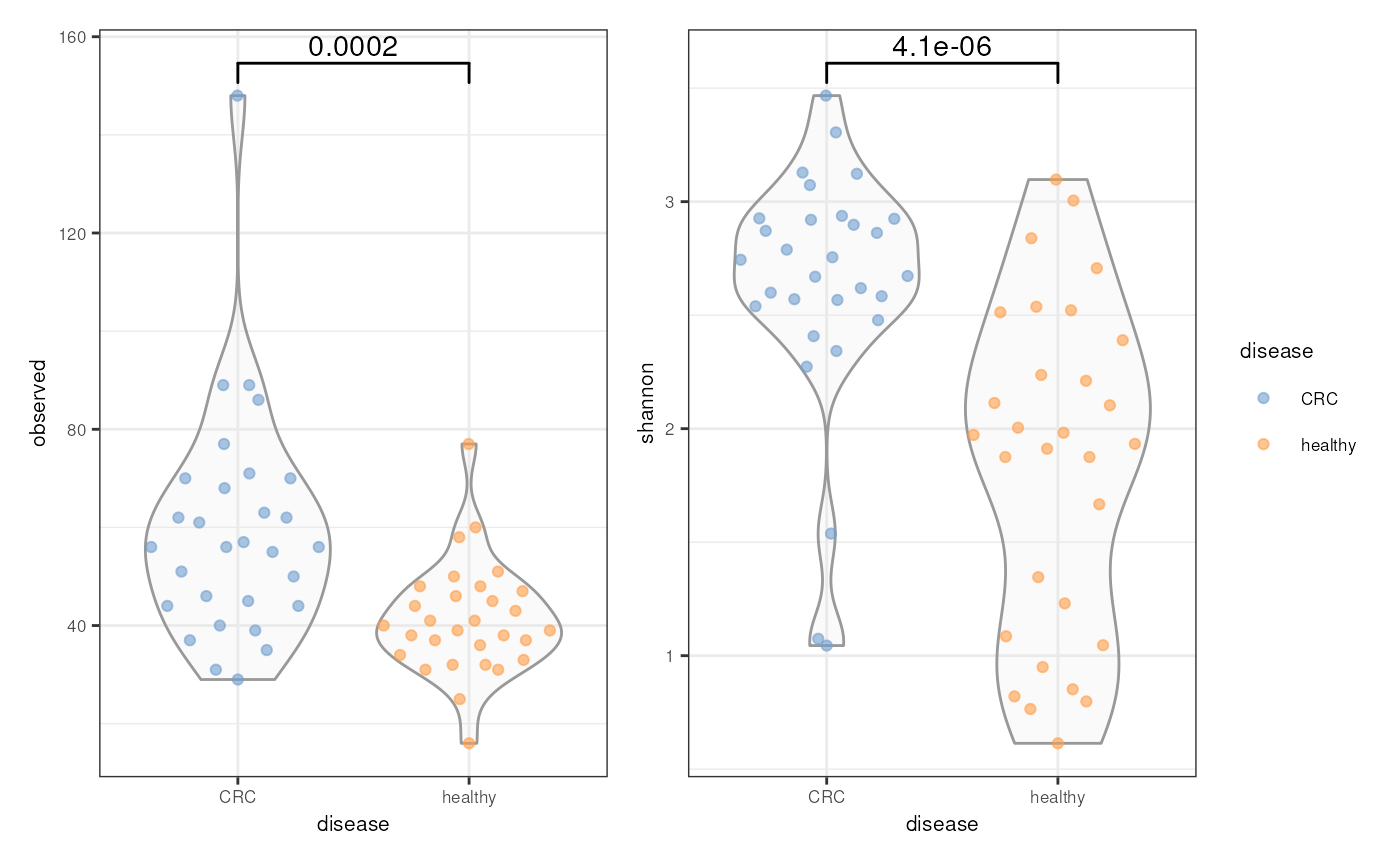 0.0002
160
120
80
40
observed
CRC
healthy
disease
4.1e-06
3
2
1
shannon
CRC
healthy
disease
disease
CRC
healthy